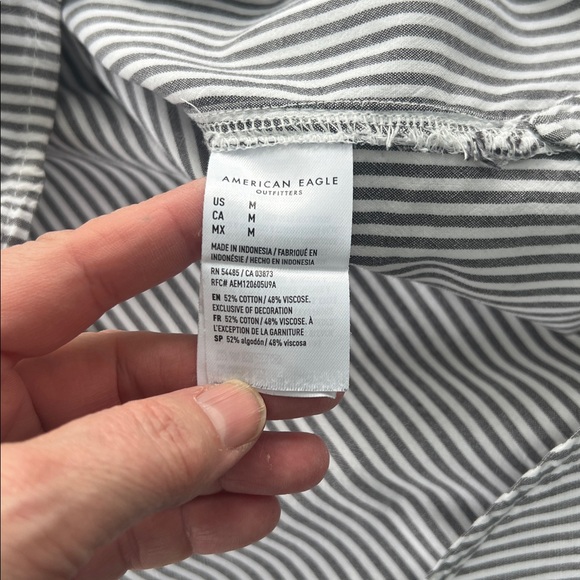 AMERICAN EAGLE
OUTFITTERS
US M
CA M
MX M
MADE IN INDONESIA / FABRIQUÉ EN
INDONÉSIE / HECHO EN INDONESIA
RN 54485 / CA 03873
RFC# AEM120605U9A
EN 52% COTTON / 48% VISCOSE.
EXCLUSIVE OF DECORATION
FR 52% COTON / 48% VISCOSE. À
L'EXCEPTION DE LA GARNITURE
SP 52% algodón / 48% viscosa